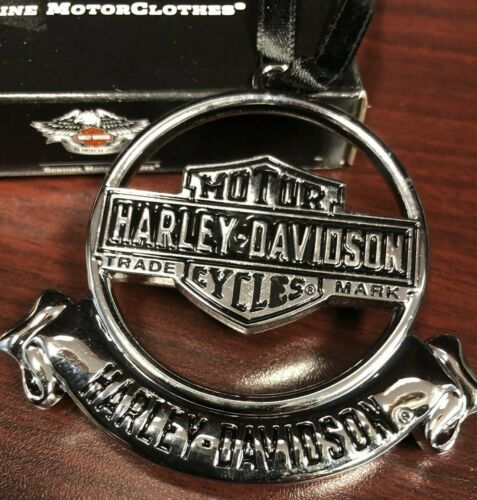 INE MOTORCLOTHES®
MOTOR
HARLEY-DAVIDSON
TRADE MARK
CYCLES®
HARLEY-DAVIDSON®